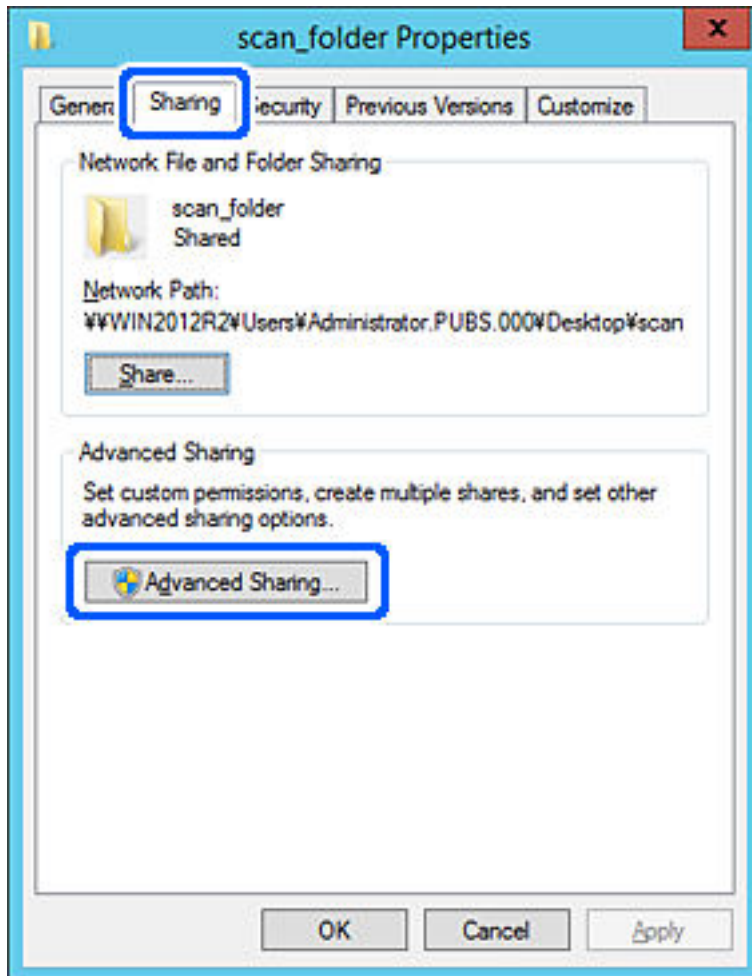 scan_folder Properties
Sharing Previous Versions Customize
Network File and Folder Sharing
scan_folder
Shared
Network Path:
¥¥WIN2012R2¥Users¥Administrator.PUBS.000¥Desktop¥scan
Share...
Advanced Sharing
Set custom permissions, create multiple shares, and set other
advanced sharing options.
Advanced Sharing...
OK Cancel Apply